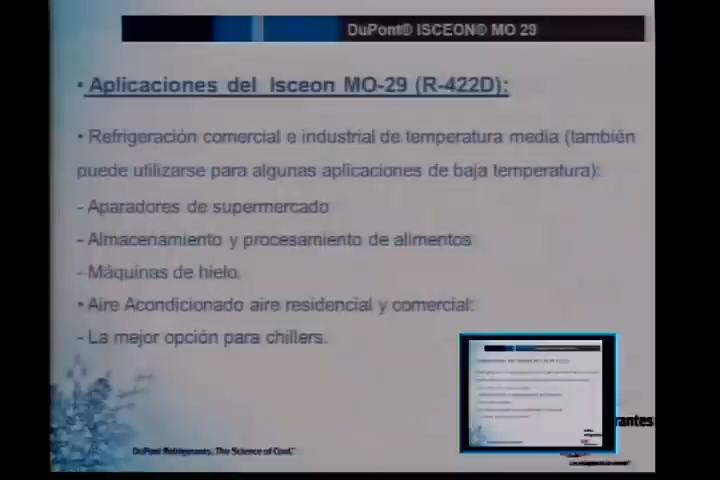 DuPont® ISCEON® MO 29
• Aplicaciones del Isceon MO-29 (R-422D):
• Refrigeración comercial e industrial de temperatura media (también
puede utilizarse para algunas aplicaciones de baja temperatura):
- Aparadores de supermercado
- Almacenamiento y procesamiento de alimentos
- Máquinas de hielo.
• Aire Acondicionado aire residencial y comercial:
- La mejor opción para chillers.
rantes
DuPont Refrigerants. The Science of Cool.™